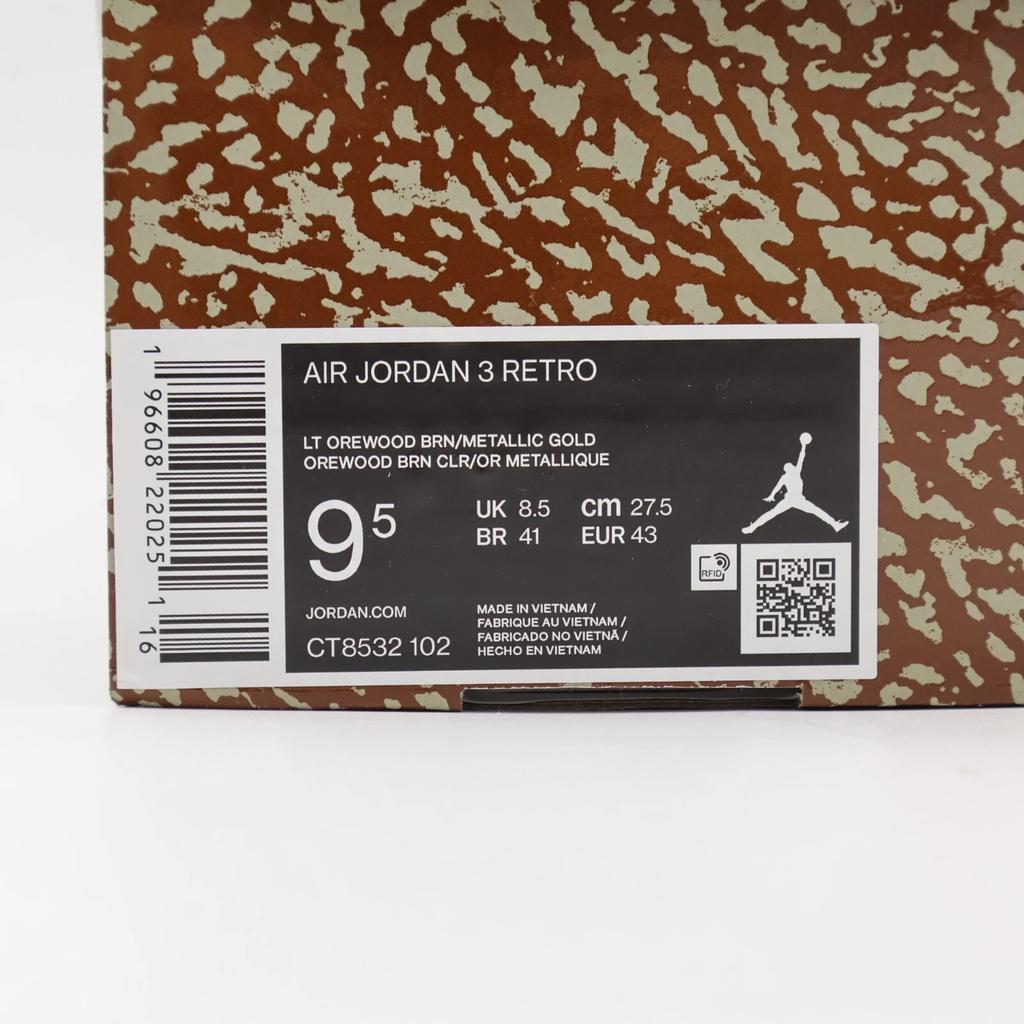 1 96608 22025 1 16
AIR JORDAN 3 RETRO
LT OREWOOD BRN/METALLIC GOLD
OREWOOD BRN CLR/OR METALLIQUE
9⁵
UK 8.5 cm 27.5
BR 41 EUR 43
RFID
JORDAN.COM
CT8532 102
MADE IN VIETNAM /
FABRIQUE AU VIETNAM /
FABRICADO NO VIETNÃ /
HECHO EN VIETNAM